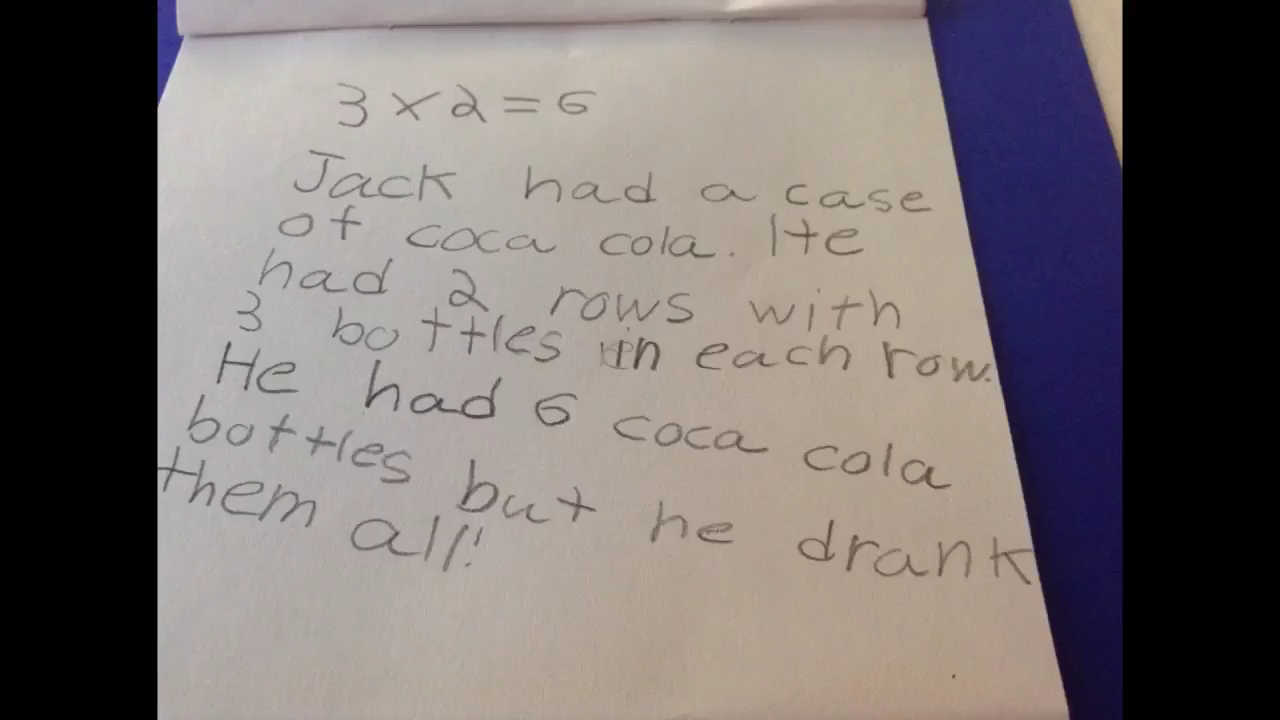 3 × 2 = 6
Jack had a case
of coca cola. He
had 2 rows with
3 bottles in each row.
He had 6 coca cola
bottles but he drank
them all!